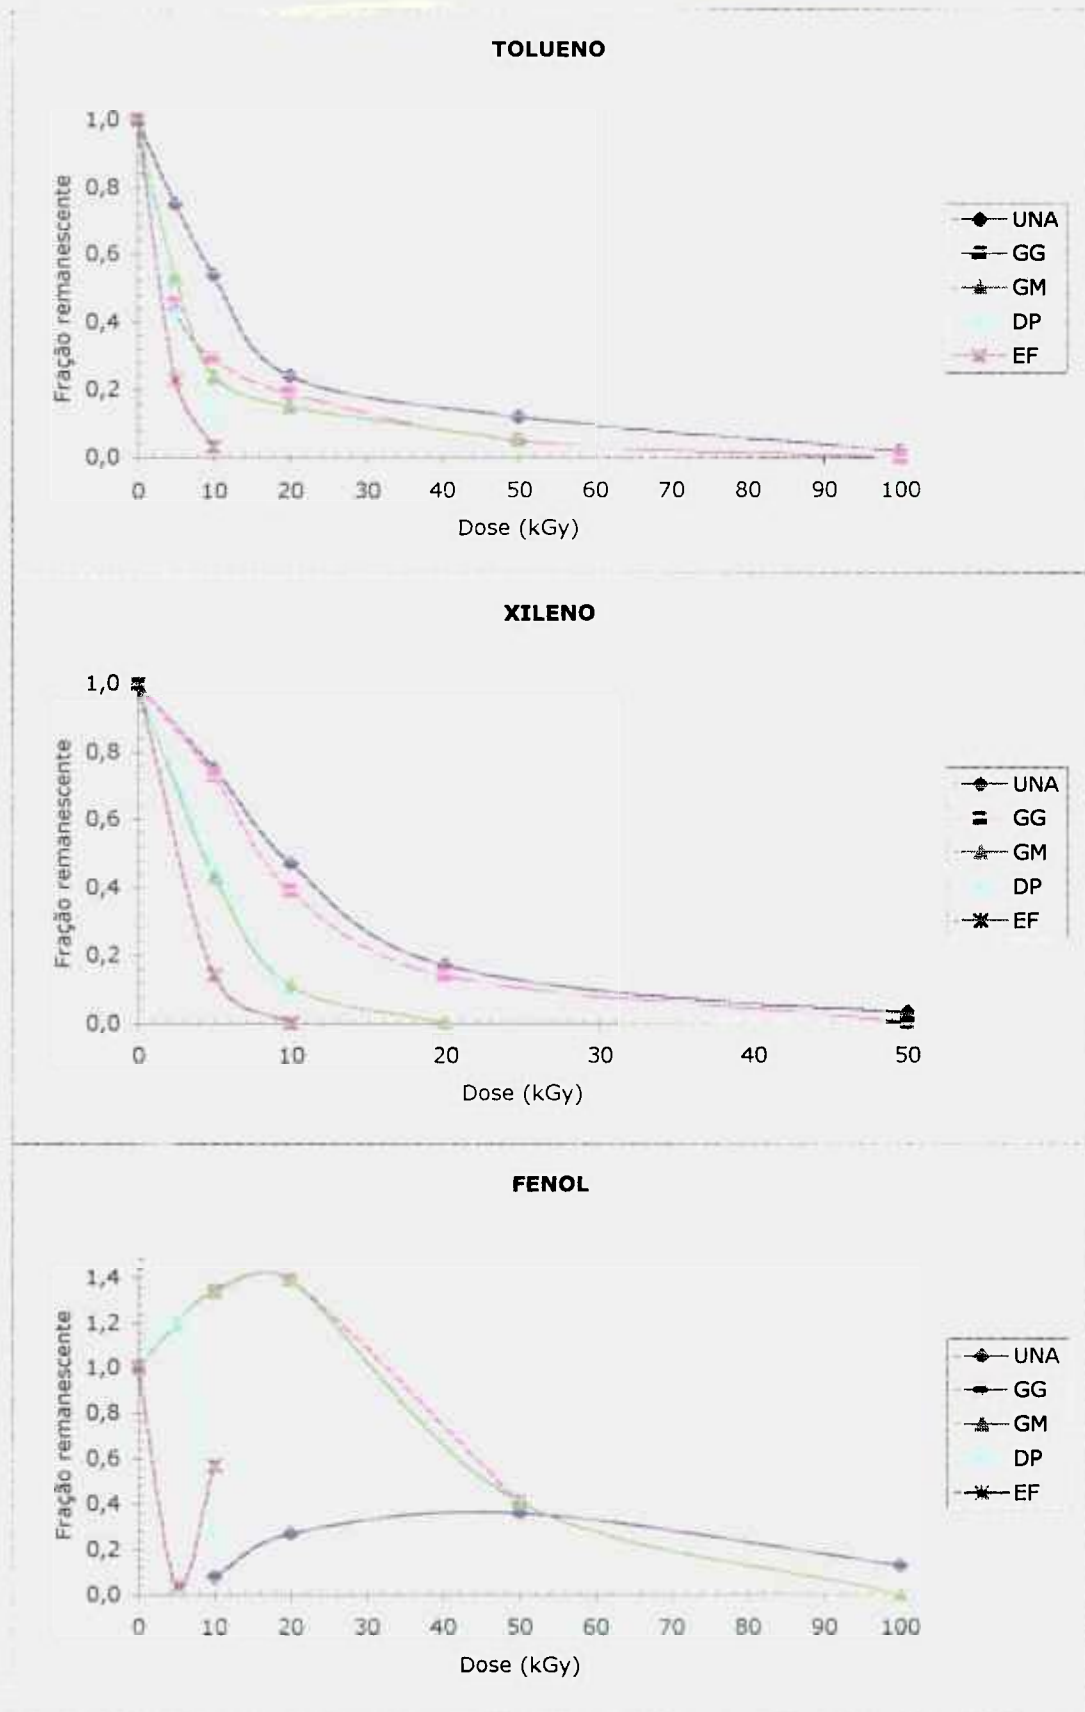 TOLUENO
1,0
0,8
0,6
0,4
0,2
0,0
Fração remanescente
0 10 20 30 40 50 60 70 80 90 100
Dose (kGy)
UNA
GG
GM
DP
EF
XILENO
1,0
0,8
0,6
0,4
0,2
0,0
Fração remanescente
0 10 20 30 40 50
Dose (kGy)
UNA
GG
GM
DP
EF
FENOL
1,4
1,2
1,0
0,8
0,6
0,4
0,2
0,0
Fração remanescente
0 10 20 30 40 50 60 70 80 90 100
Dose (kGy)
UNA
GG
GM
DP
EF